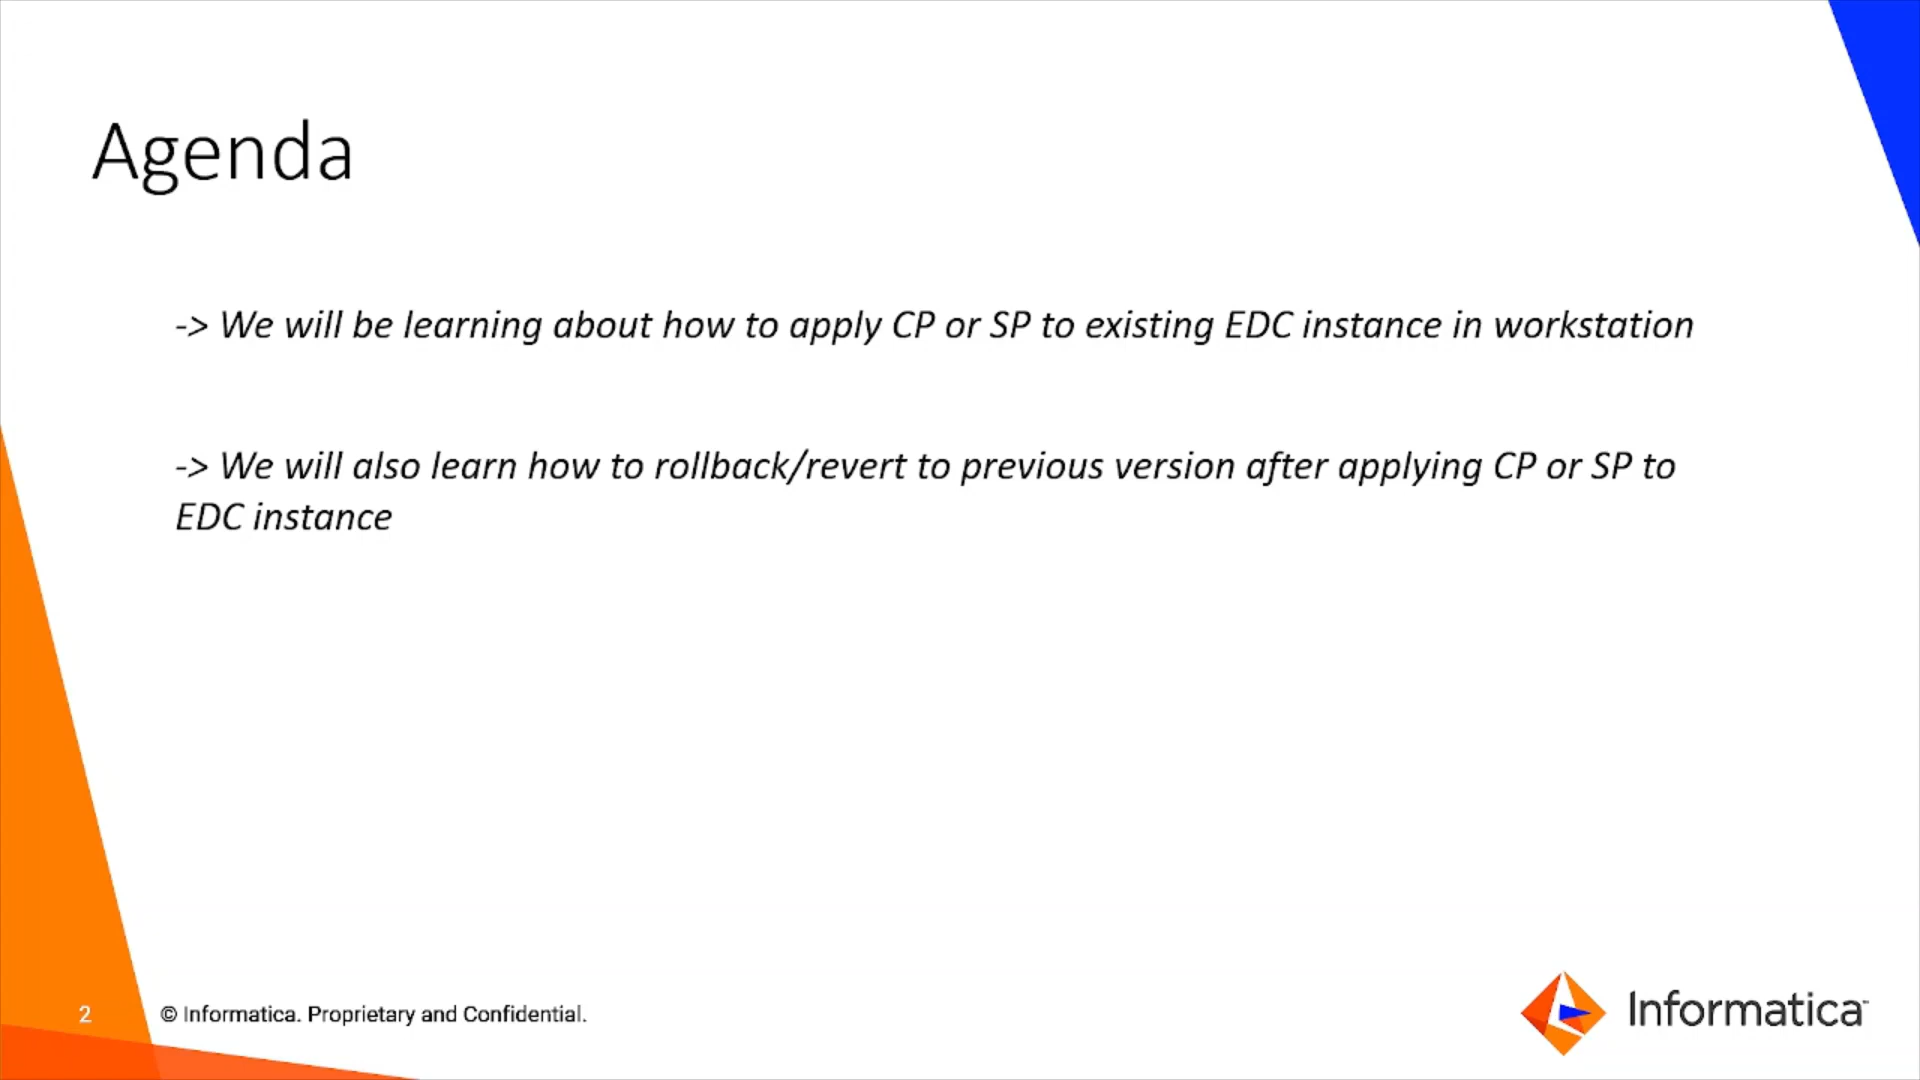 Agenda
-> We will be learning about how to apply CP or SP to existing EDC instance in workstation
-> We will also learn how to rollback/revert to previous version after applying CP or SP to
EDC instance
2
© Informatica. Proprietary and Confidential.
Informatica™